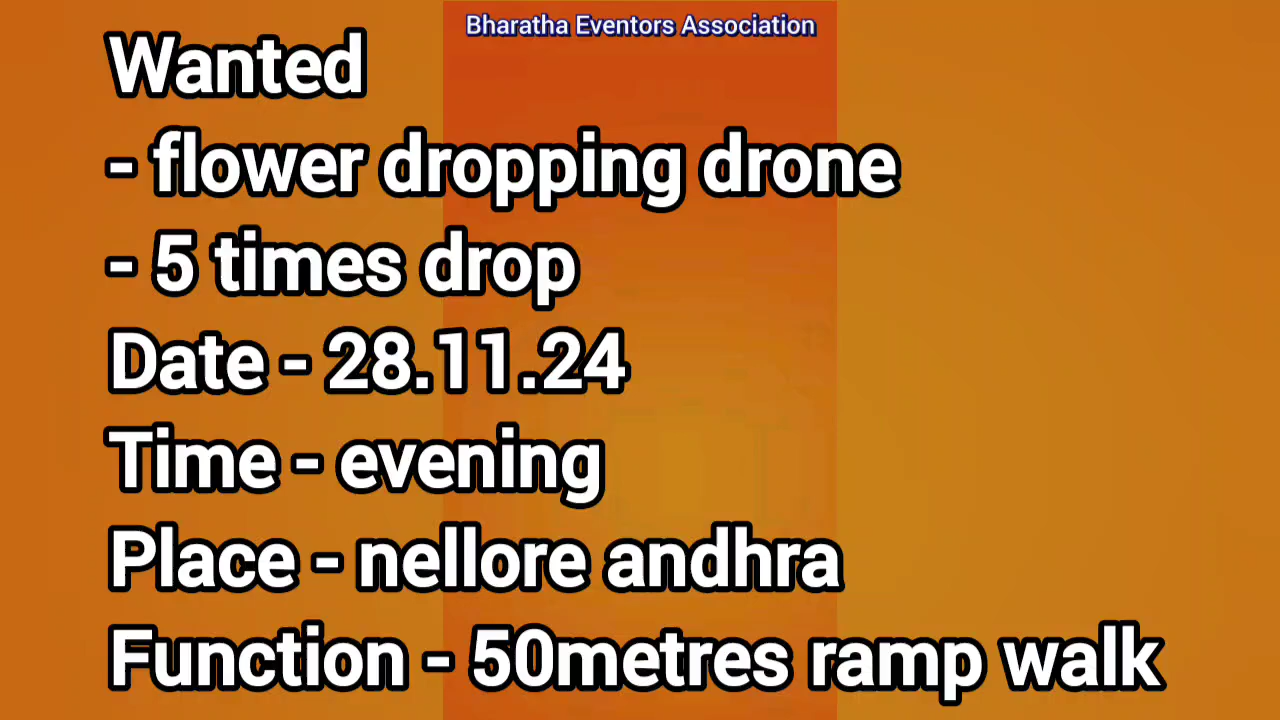 Bharatha Eventors Association
Wanted
- flower dropping drone
- 5 times drop
Date - 28.11.24
Time - evening
Place - nellore andhra
Function - 50metres ramp walk